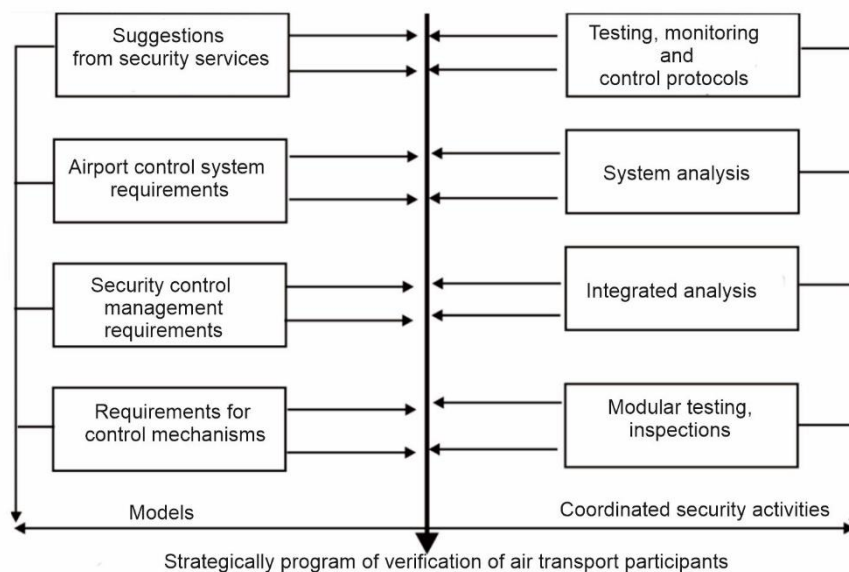 Suggestions
from security services
Testing, monitoring
and
control protocols
Airport control system
requirements
System analysis
Security control
management
requirements
Integrated analysis
Requirements for
control mechanisms
Modular testing,
inspections
Models
Coordinated security activities
Strategically program of verification of air transport participants